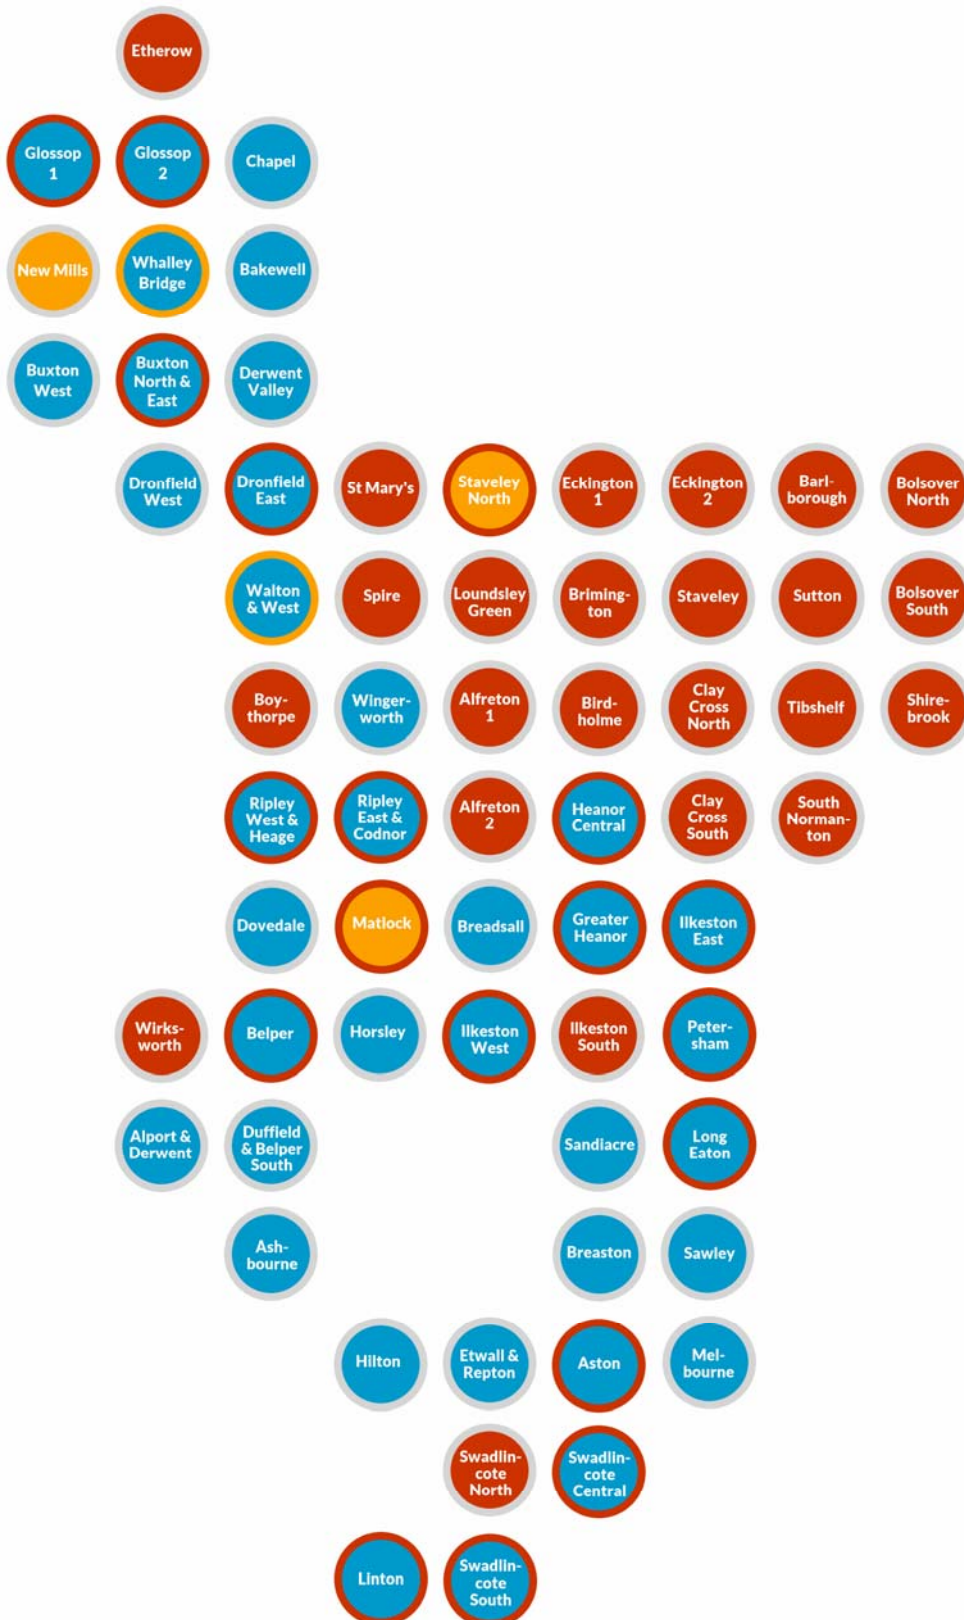 Etherow
Glossop
1
Glossop
2
Chapel
New Mills
Whalley
Bridge
Bakewell
Buxton
West
Buxton
North &
East
Derwent
Valley
Dronfield
West
Dronfield
East
St Mary's
Staveley
North
Eckington
1
Eckington
2
Barl-
borough
Bolsover
North
Walton
& West
Spire
Loundsley
Green
Briming-
ton
Staveley
Sutton
Bolsover
South
Boy-
thorpe
Winger-
worth
Alfreton
1
Bird-
holme
Clay
Cross
North
Tibshelf
Shire-
brook
Ripley
West &
Heage
Ripley
East &
Codnor
Alfreton
2
Heanor
Central
Clay
Cross
South
South
Norman-
ton
Dovedale
Matlock
Breadsall
Greater
Heanor
Ilkeston
East
Wirks-
worth
Belper
Horsley
Ilkeston
West
Ilkeston
South
Peter-
sham
Alport &
Derwent
Duffield
& Belper
South
Sandiacre
Long
Eaton
Ash-
bourne
Breaston
Sawley
Hilton
Etwall &
Repton
Aston
Mel-
bourne
Swadlin-
cote
North
Swadlin-
cote
Central
Linton
Swadlin-
cote
South